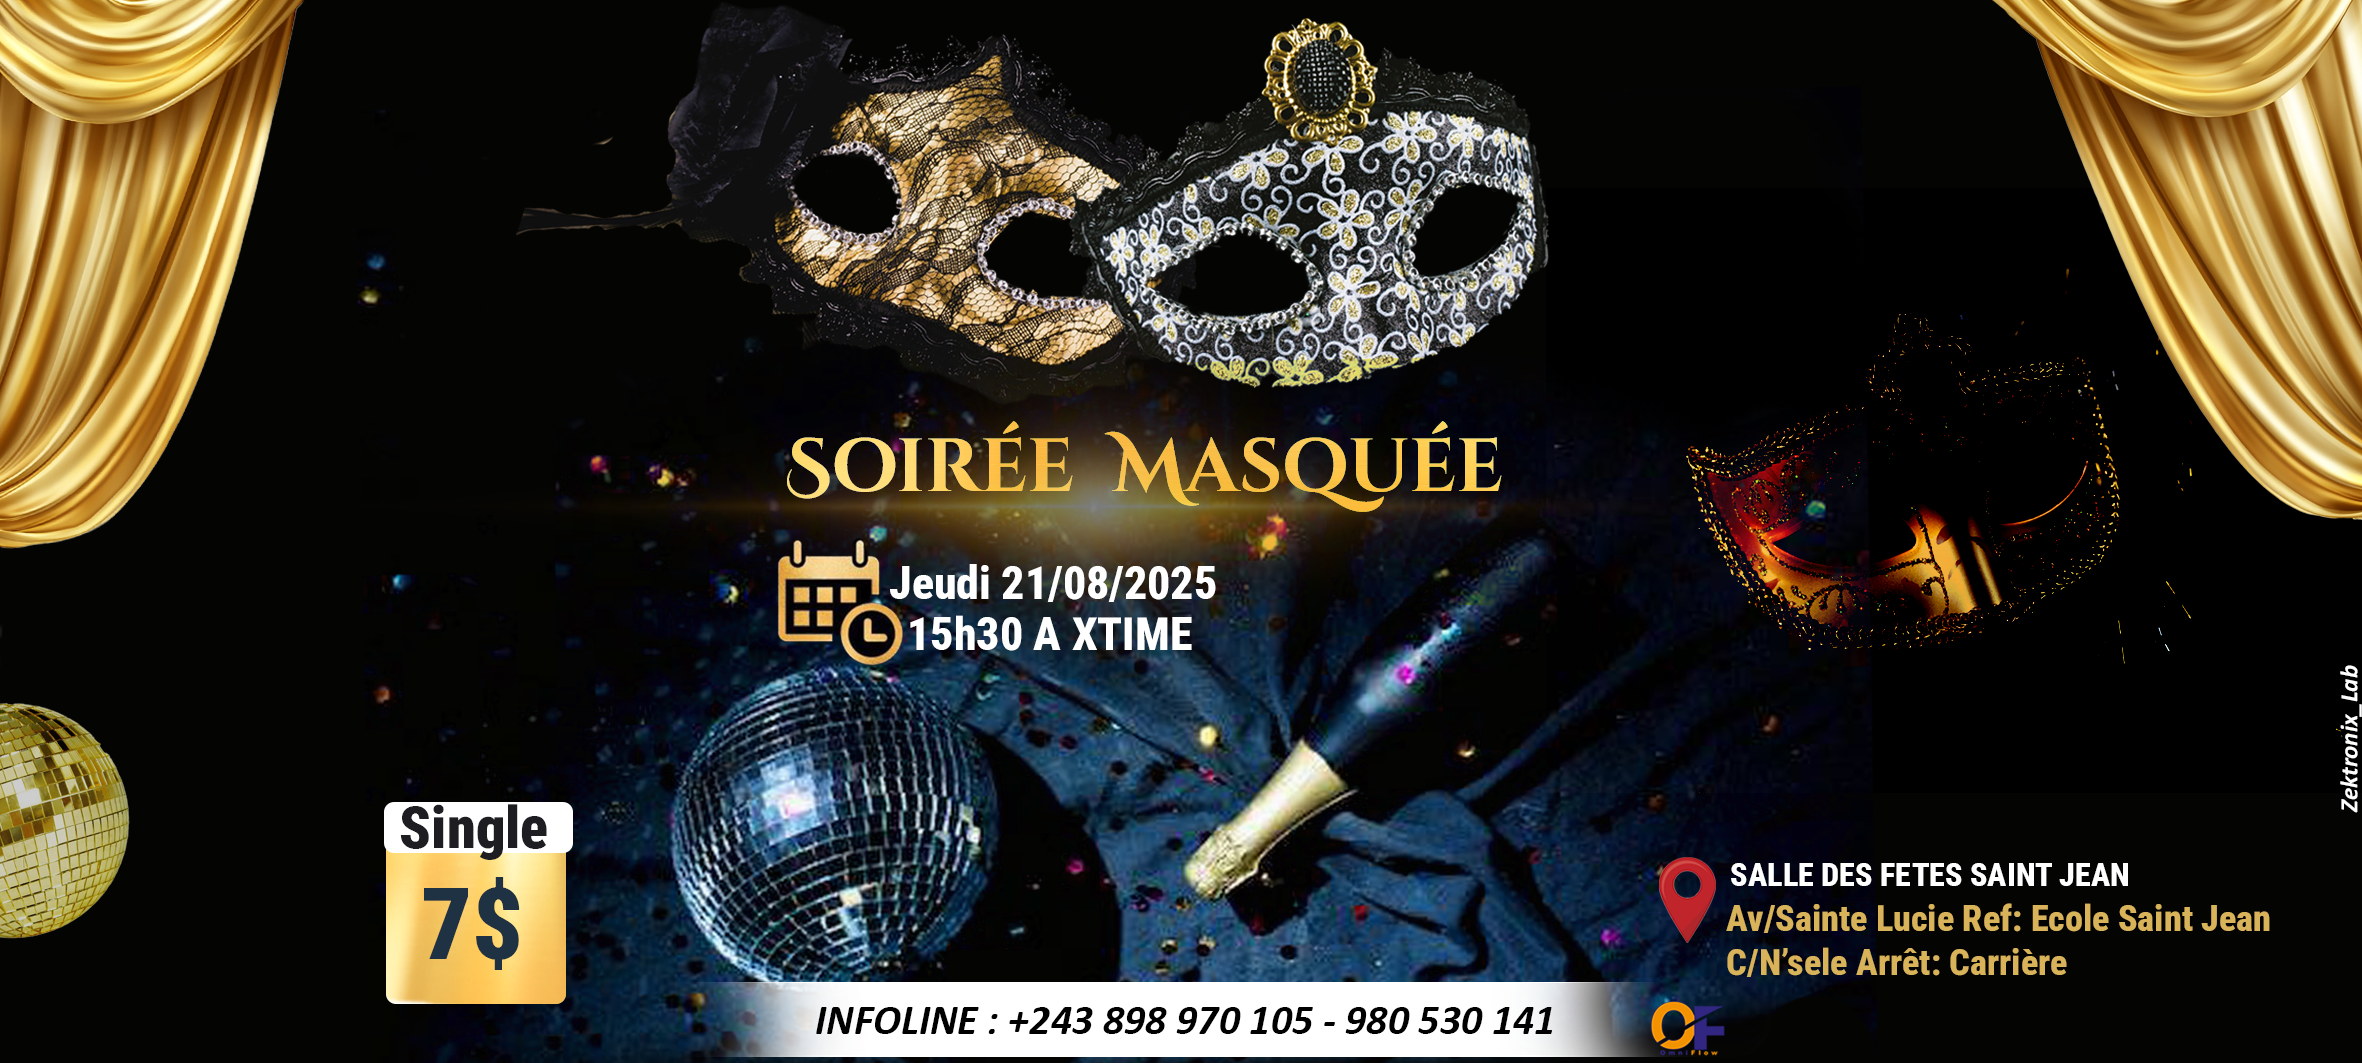 SOIRÉE MASQUÉE
Jeudi 21/08/2025
15h30 A XTIME
Single
7$
SALLE DES FETES SAINT JEAN
Av/Sainte Lucie Ref: Ecole Saint Jean
C/N'sele Arrêt: Carrière
INFOLINE : +243 898 970 105 - 980 530 141
OF
OmniFlow
Zektronix_Lab